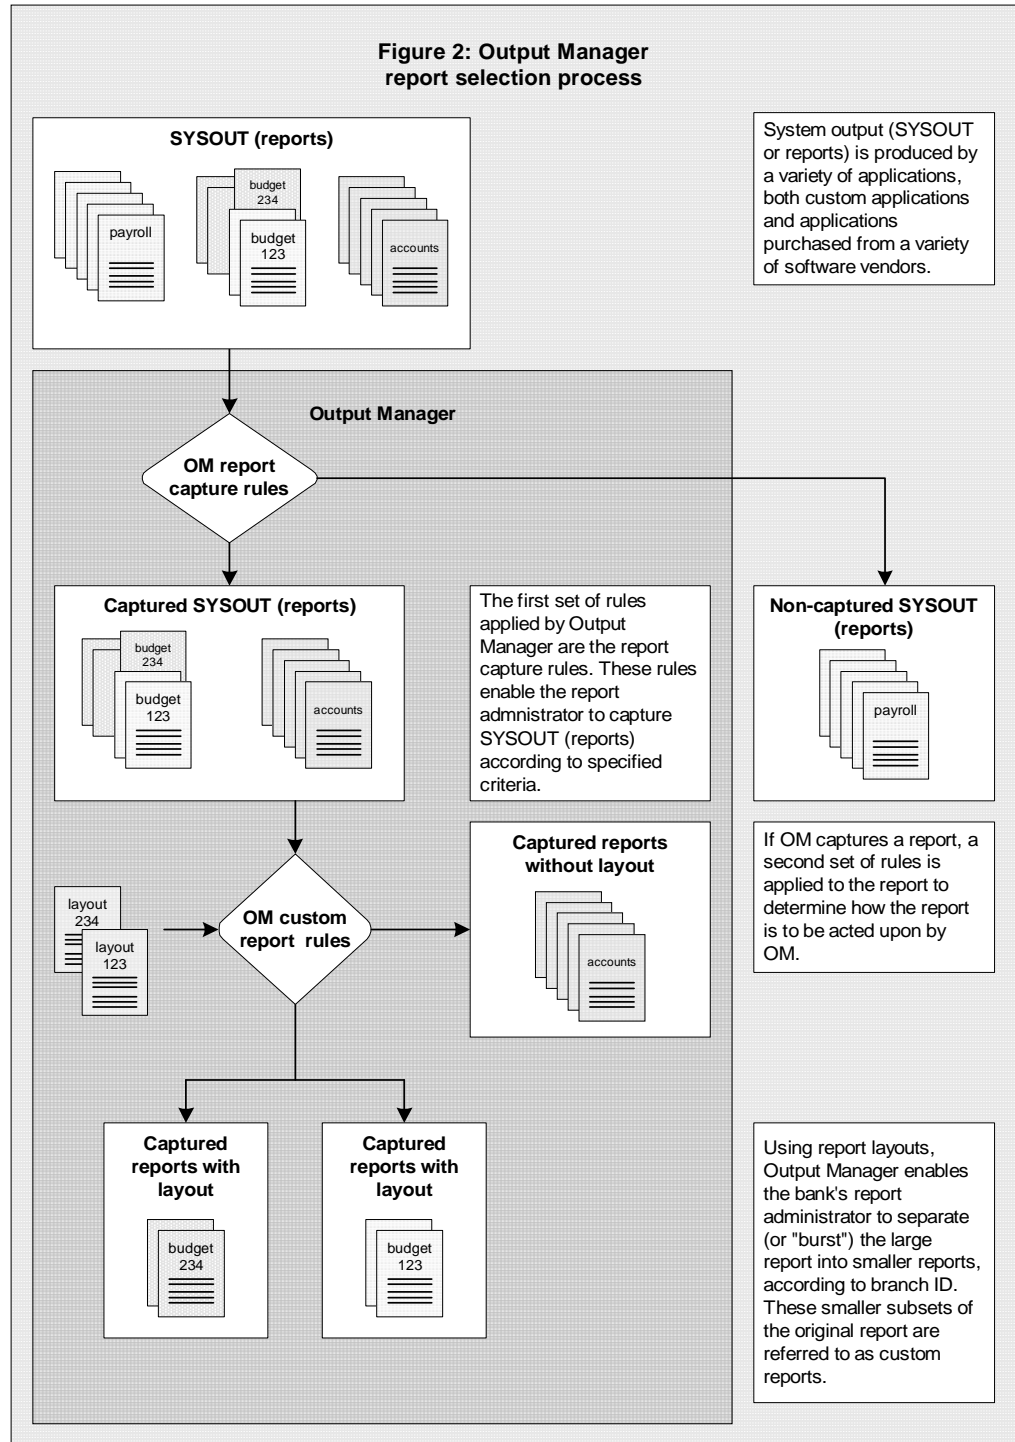 Figure 2: Output Manager
report selection process
SYSOUT (reports)
payroll
budget
234
budget
123
accounts
System output (SYSOUT
or reports) is produced by
a variety of applications,
both custom applications
and applications
purchased from a variety
of software vendors.
Output Manager
OM report
capture rules
Captured SYSOUT (reports)
budget
234
budget
123
accounts
The first set of rules
applied by Output
Manager are the report
capture rules. These rules
enable the report
admnistrator to capture
SYSOUT (reports)
according to specified
criteria.
Non-captured SYSOUT
(reports)
payroll
layout
234
layout
123
OM custom
report rules
Captured reports
without layout
accounts
If OM captures a report, a
second set of rules is
applied to the report to
determine how the report
is to be acted upon by
OM.
Captured
reports with
layout
budget
234
Captured
reports with
layout
budget
123
Using report layouts,
Output Manager enables
the bank's report
administrator to separate
(or "burst") the large
report into smaller reports,
according to branch ID.
These smaller subsets of
the original report are
referred to as custom
reports.